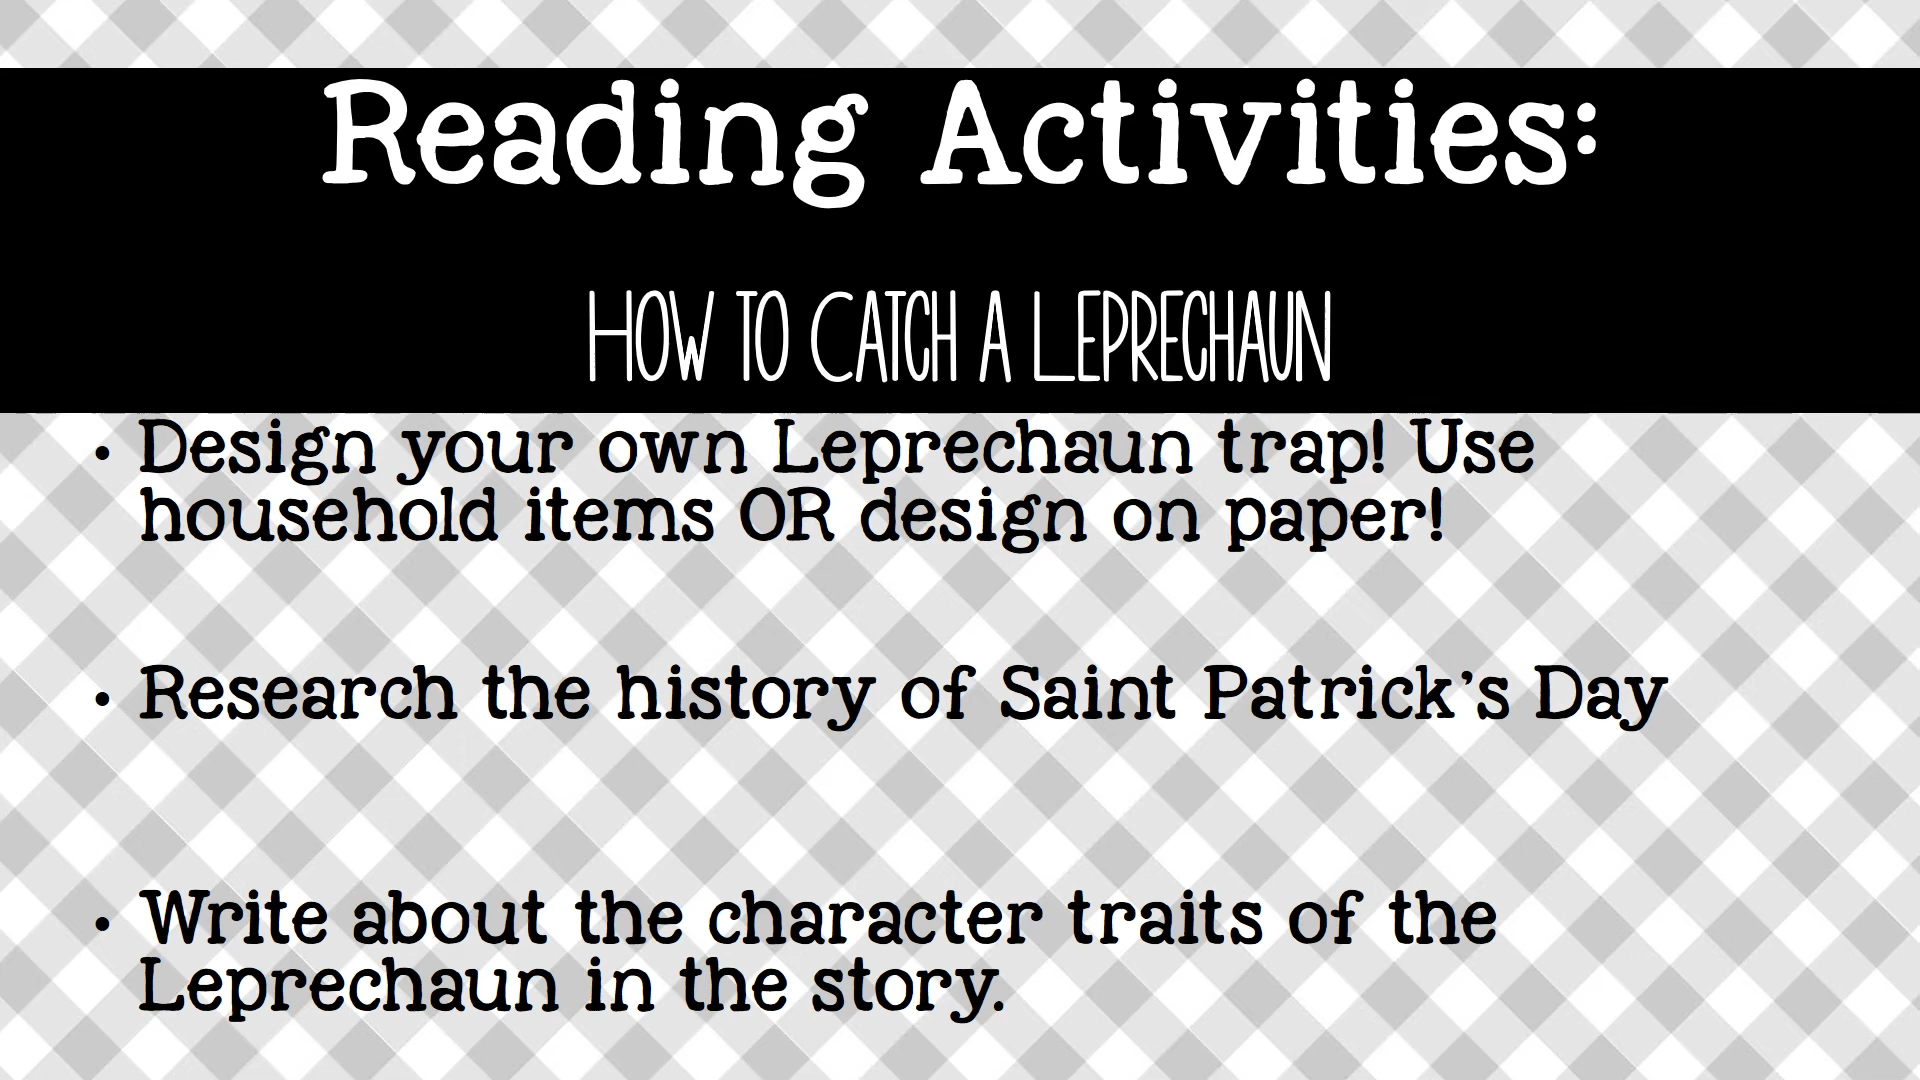 Reading Activities:
How to Catch a Leprechaun
• Design your own Leprechaun trap! Use
household items OR design on paper!
• Research the history of Saint Patrick's Day
• Write about the character traits of the
Leprechaun in the story.